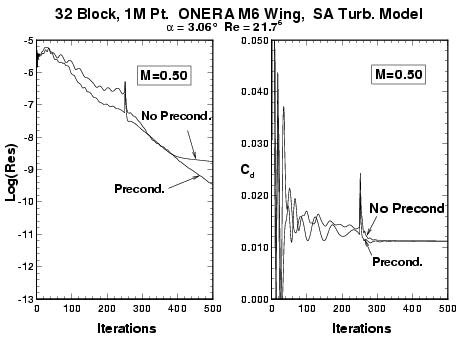 32 Block, 1M Pt. ONERA M6 Wing, SA Turb. Model
α = 3.06° Re = 21.7⁶
-5
-6
-7
-8
-9
-10
-11
-12
-13
Log(Res)
M=0.50
No Precond.
Precond.
0 100 200 300 400 500
Iterations
0.050
0.040
0.030
0.020
0.010
0.000
C_d
M=0.50
No Precond
Precond.
0 100 200 300 400 500
Iterations